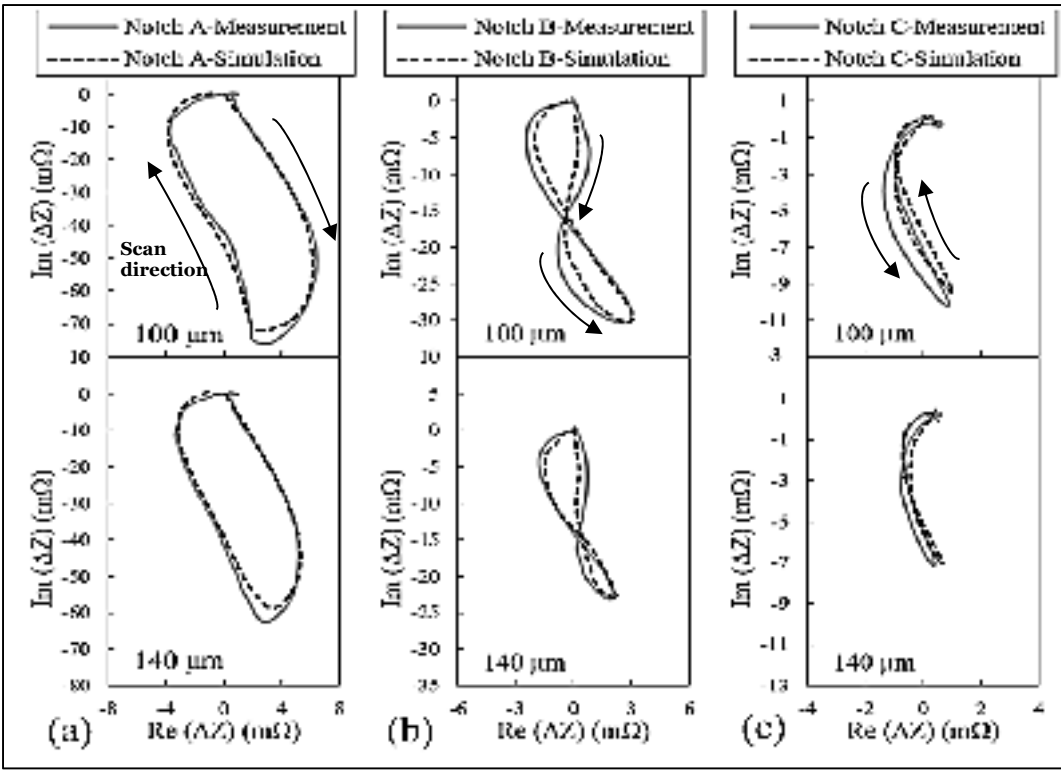 Notch A-Measurement
Notch A-Simulation
Notch B-Measurement
Notch B-Simulation
Notch C-Measurement
Notch C-Simulation
Im (ΔZ) (mΩ)
0
-10
-20
-30
-40
-50
-60
-70
Scan
direction
100 μm
Im (ΔZ) (mΩ)
0
-5
-10
-15
-20
-25
-30
100 μm
Im (ΔZ) (mΩ)
1
-1
-3
-5
-7
-9
-11
100 μm
Im (ΔZ) (mΩ)
10
0
-10
-20
-30
-40
-50
-60
-70
80
140 μm
-8
-4
0
4
8
(a)
Re (ΔZ) (mΩ)
Im (ΔZ) (mΩ)
10
5
0
-5
-10
-15
-20
-25
35
140 μm
-6
-3
0
3
6
(b)
Re (ΔZ) (mΩ)
Im (ΔZ) (mΩ)
1
-1
-3
-5
-7
-9
-11
-13
140 μm
-4
-2
0
2
4
(c)
Re (ΔZ) (mΩ)